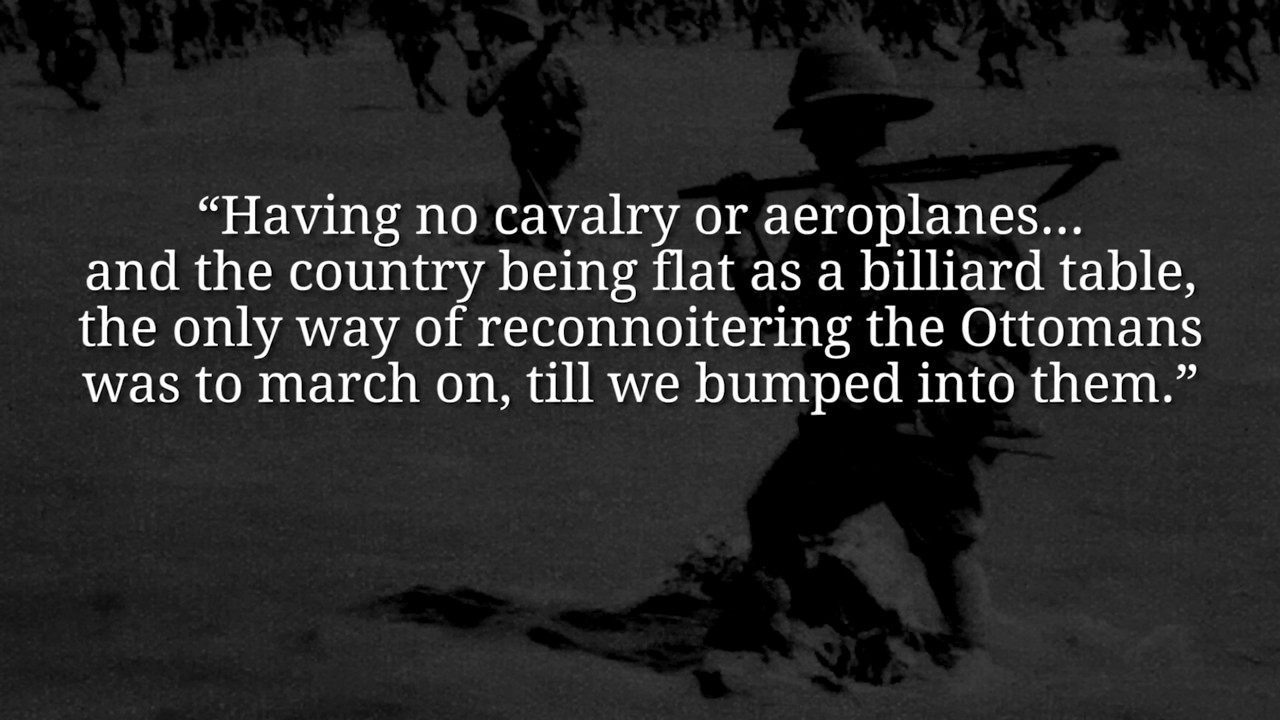 “Having no cavalry or aeroplanes...
and the country being flat as a billiard table,
the only way of reconnoitering the Ottomans
was to march on, till we bumped into them.”